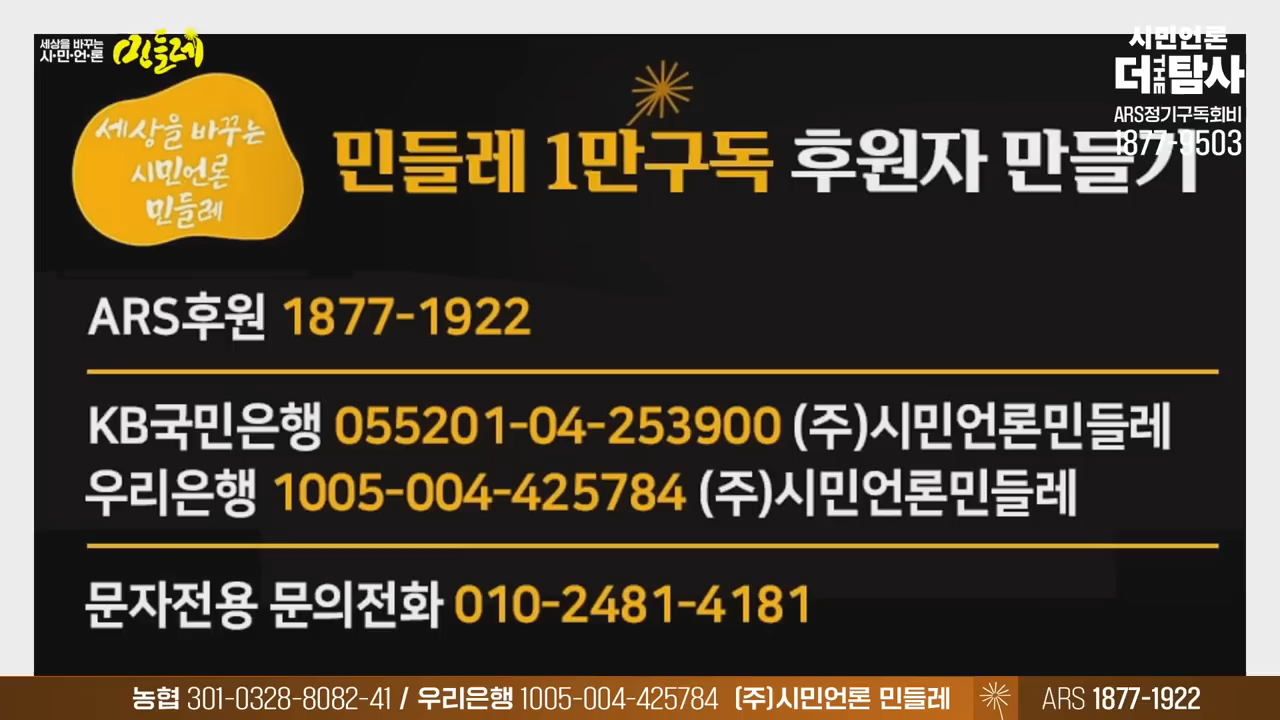 세상을 바꾸는
시·민·언·론
민들레
시민언론
더탐사
THE
ARS정기구독회비
1877-9503
세상을 바꾸는
시민언론
민들레
민들레 1만구독 후원자 만들기
ARS후원 1877-1922
KB국민은행 055201-04-253900 (주)시민언론민들레
우리은행 1005-004-425784 (주)시민언론민들레
문자전용 문의전화 010-2481-4181
농협 301-0328-8082-41 / 우리은행 1005-004-425784 (주)시민언론 민들레
ARS 1877-1922